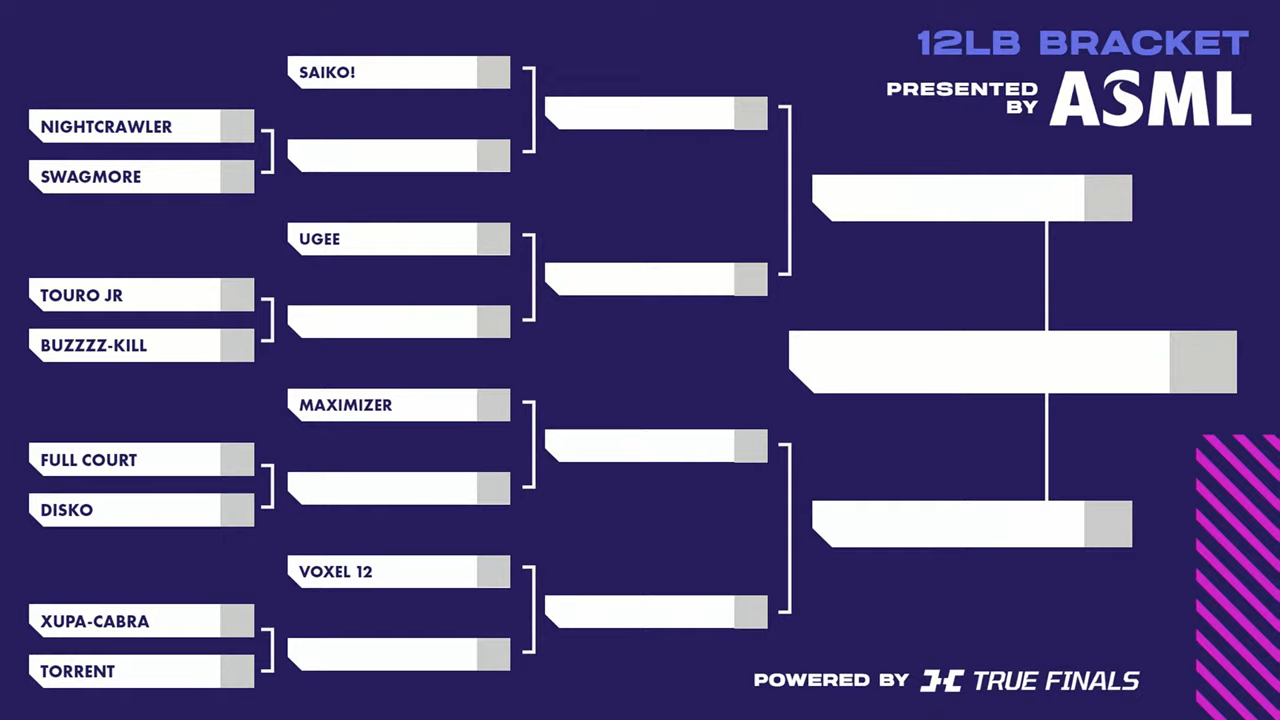 12LB BRACKET
PRESENTED BY ASML
SAIKO!
NIGHTCRAWLER
SWAGMORE
UGEE
TOURO JR
BUZZZZ-KILL
MAXIMIZER
FULL COURT
DISKO
VOXEL 12
XUPA-CABRA
TORRENT
POWERED BY TRUE FINALS